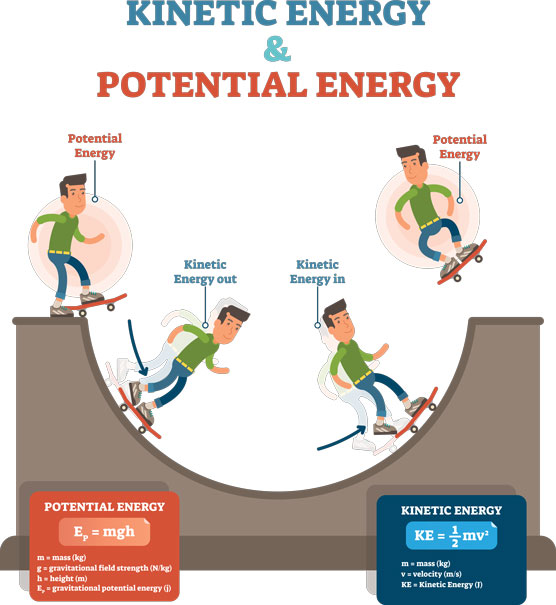 KINETIC ENERGY
&
POTENTIAL ENERGY
Potential
Energy
Potential
Energy
Kinetic
Energy out
Kinetic
Energy in
POTENTIAL ENERGY
Eₚ = mgh
m = mass (kg)
g = gravitational field strength (N/kg)
h = height (m)
Eₚ = gravitational potential energy (j)
KINETIC ENERGY
KE = ½mv²
m = mass (kg)
v = velocity (m/s)
KE = Kinetic Energy (J)